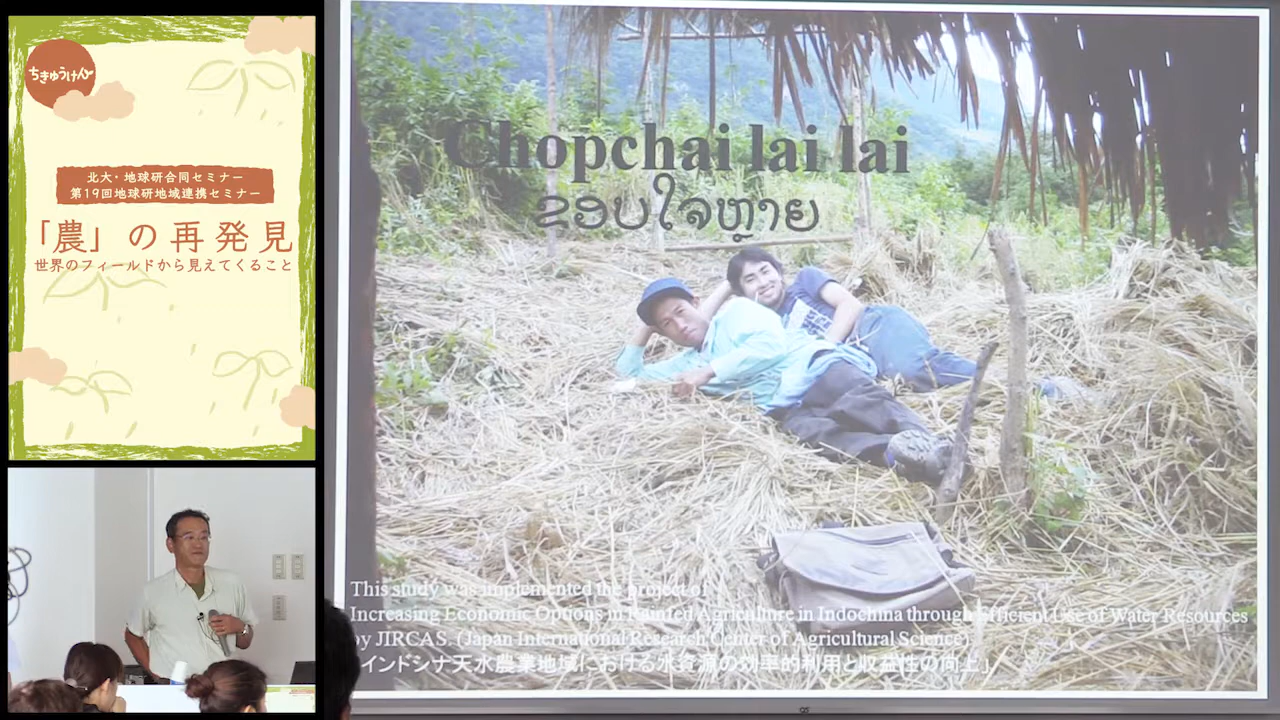 ちきゅうけん
北大・地球研合同セミナー
第19回地球研地域連携セミナー
「農」の再発見
世界のフィールドから見えてくること
Chopchai lai lai
ຂອບໃຈຫຼາຍ
This study was implemented the project of
Increasing Economic Options in Rainfed Agriculture in Indochina through Efficient Use of Water Resources
by JIRCAS. (Japan International Research Center of Agricultural Science)
「インドシナ天水農業地域における水資源の効率的利用と収益性の向上」